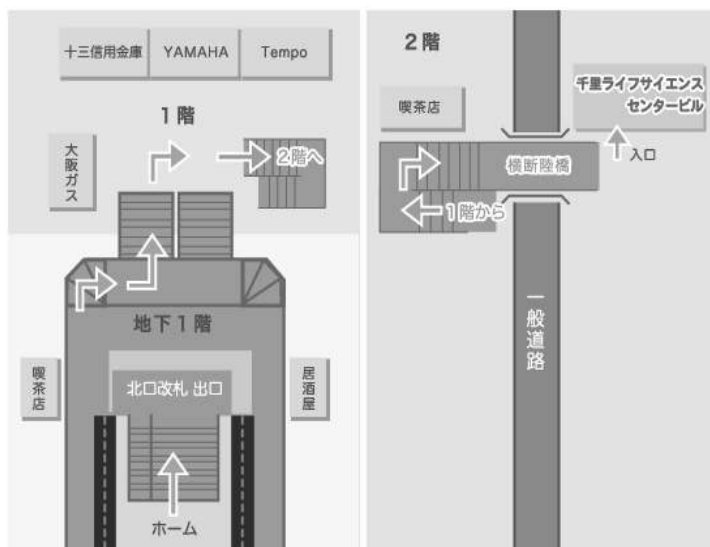 十三信用金庫
YAMAHA
Tempo
1階
大阪ガス
2階へ
地下1階
喫茶店
北口改札 出口
居酒屋
ホーム
2階
喫茶店
千里ライフサイエンス
センタービル
入口
横断陸橋
1階から
一般道路